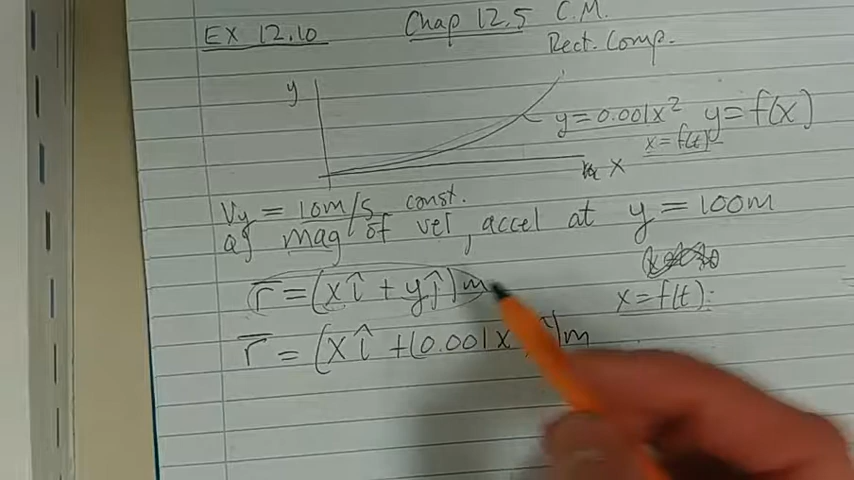 EX 12.10 Chap 12.5 C.M.
Rect. Comp.
y
y = 0.001x² y = f(x)
x = f(t)
x
Vy = 10m/s const.
a) mag of vel, accel at y = 100m
r̅ = (xî + yĵ)m
x = f(t):
r̅ = (xî + (0.001x )m